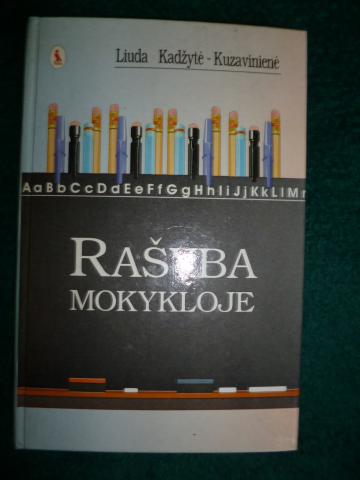 Liuda Kadžytė-Kuzavinienė
AaBbCcDdEeFfGgHhIiJjKkLlM
RAŠYBA
MOKYKLOJE